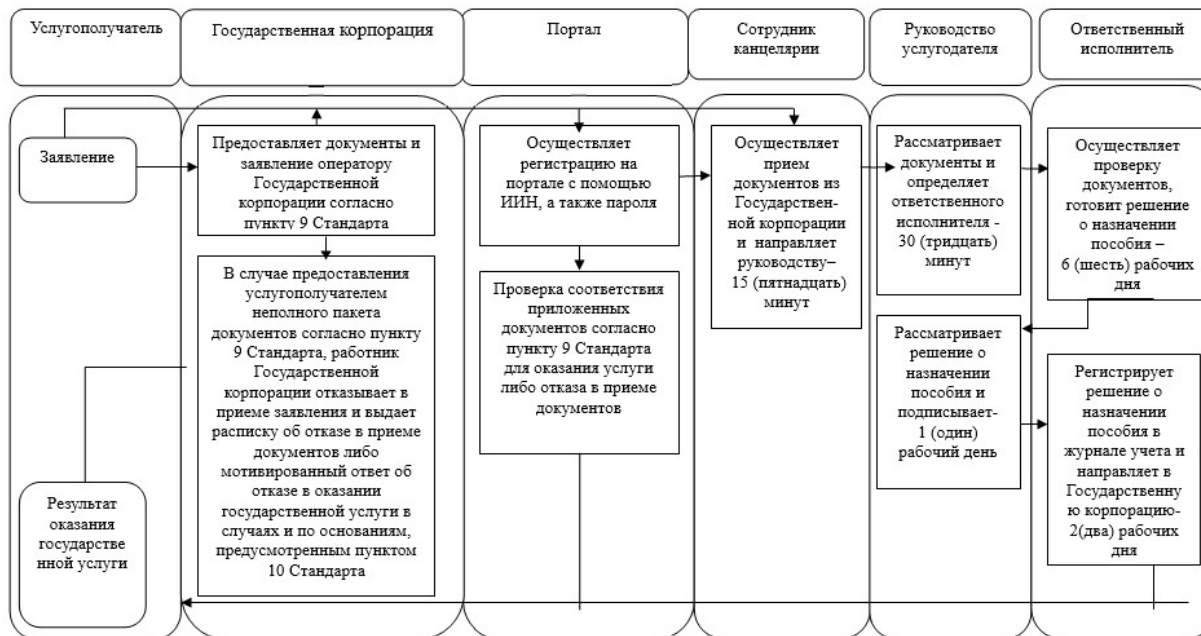 Услугополучатель
Государственная корпорация
Портал
Сотрудник
канцелярии
Руководство
услугодателя
Ответственный
исполнитель
Заявление
Предоставляет документы и
заявление оператору
Государственной
корпорации согласно
пункту 9 Стандарта
Осуществляет
регистрацию на
портале с помощью
ИИН, а также пароля
Осуществляет
прием
документов из
Государствен-
ной корпорации
и направляет
руководству–
15 (пятнадцать)
минут
Рассматривает
документы и
определяет
ответственного
исполнителя -
30 (тридцать)
минут
Осуществляет
проверку
документов,
готовит решение
о назначении
пособия –
6 (шесть) рабочих
дня
В случае предоставления
услугополучателем
неполного пакета
документов согласно пункту
9 Стандарта, работник
Государственной
корпорации отказывает в
приеме заявления и выдает
расписку об отказе в приеме
документов либо
мотивированный ответ об
отказе в оказании
государственной услуги в
случаях и по основаниям,
предусмотренным пунктом
10 Стандарта
Проверка соответствия
приложенных
документов согласно
пункту 9 Стандарта
для оказания услуги
либо отказа в приеме
документов
Рассматривает
решение о
назначении
пособия и
подписывает-
1 (один)
рабочий день
Регистрирует
решение о
назначении
пособия в
журнале учета и
направляет в
Государственну
ю корпорацию-
2(два) рабочих
дня
Результат
оказания
государстве
нной услуги